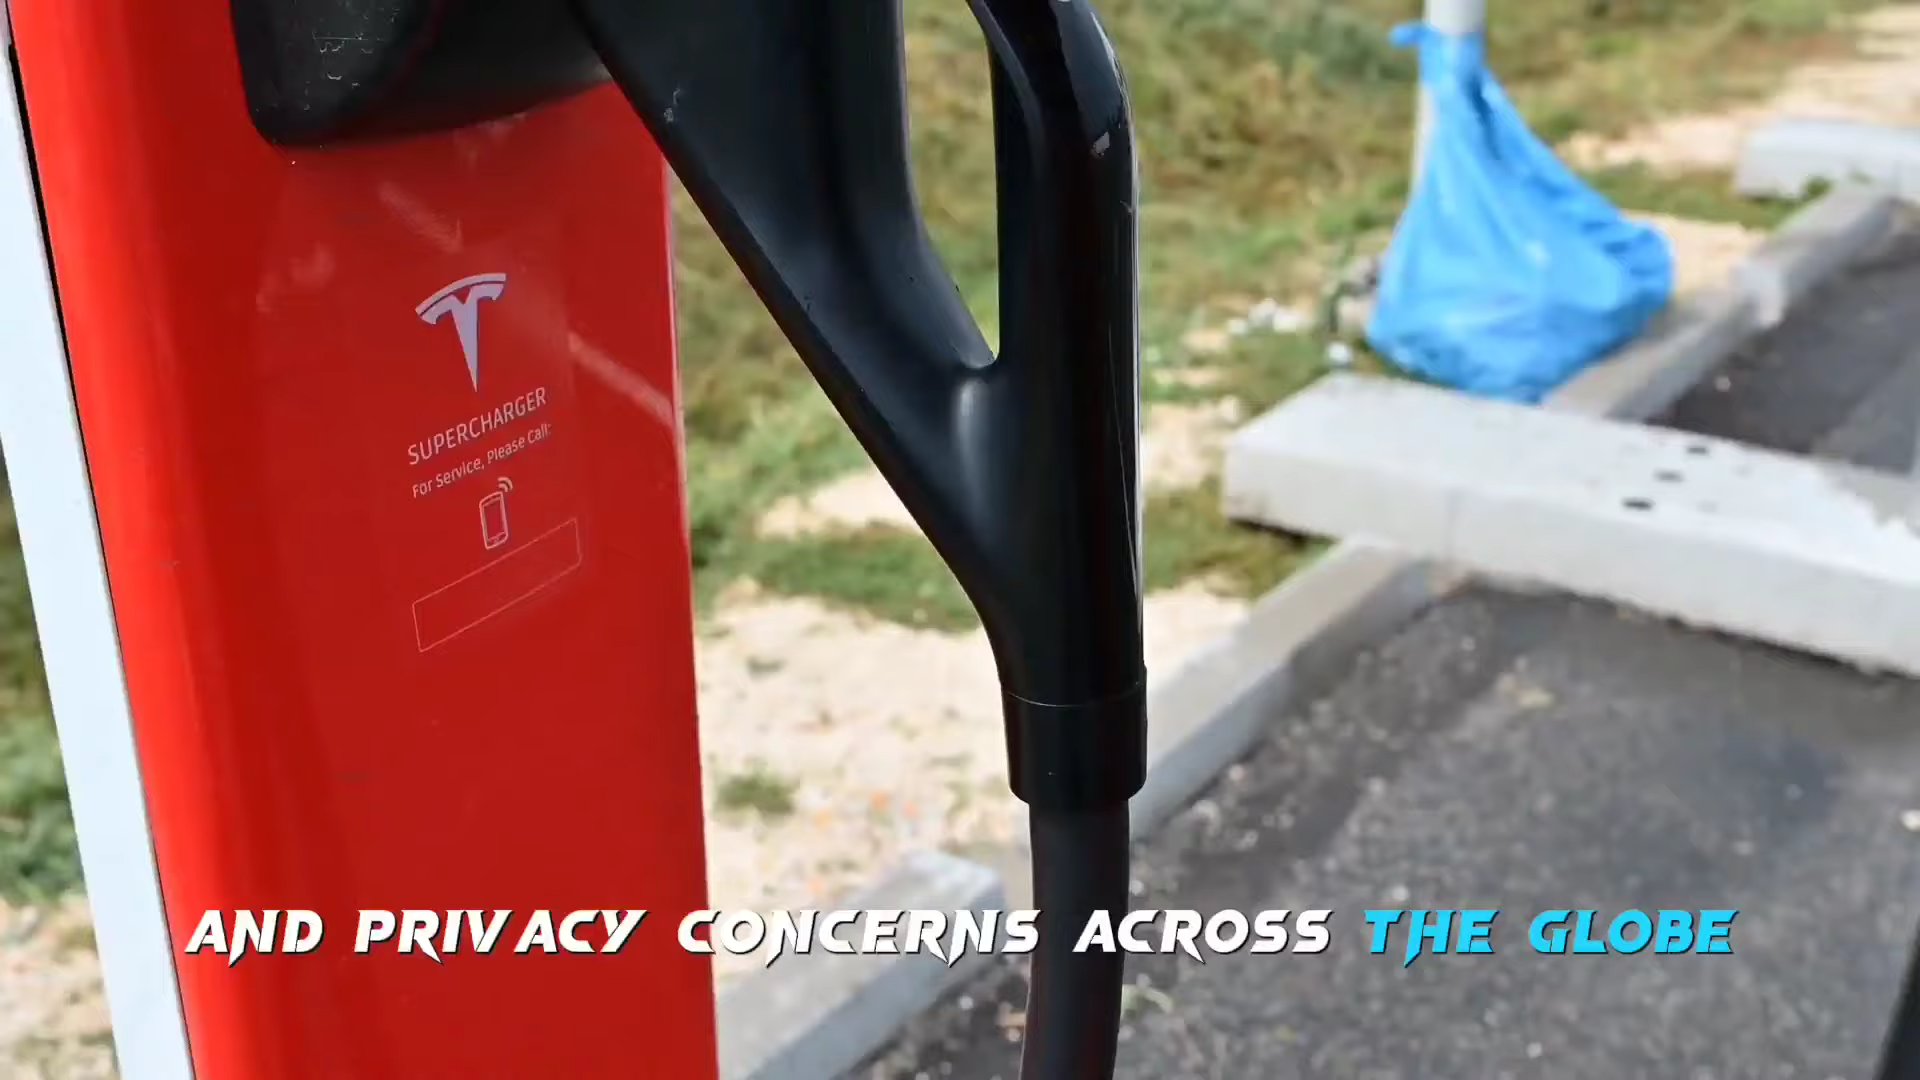 SUPERCHARGER
For Service, Please Call:
AND PRIVACY CONCERNS ACROSS THE GLOBE